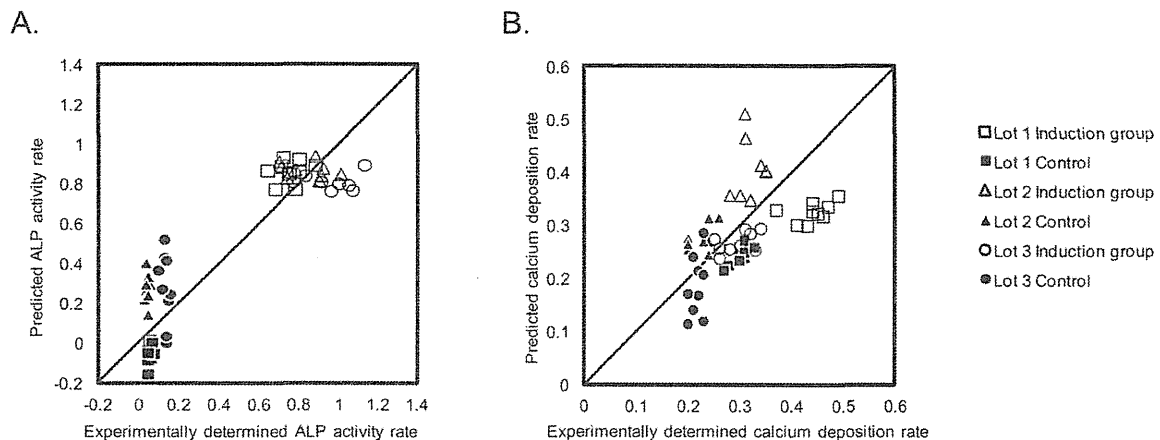 A.
B.
1.4
1.2
1
0.8
0.6
0.4
0.2
0
-0.2
-0.2 0 0.2 0.4 0.6 0.8 1 1.2 1.4
Predicted ALP activity rate
Experimentally determined ALP activity rate
0.6
0.5
0.4
0.3
0.2
0.1
0
0 0.1 0.2 0.3 0.4 0.5 0.6
Predicted calcium deposition rate
Experimentally determined calcium deposition rate
Lot 1 Induction group
Lot 1 Control
Lot 2 Induction group
Lot 2 Control
Lot 3 Induction group
Lot 3 Control